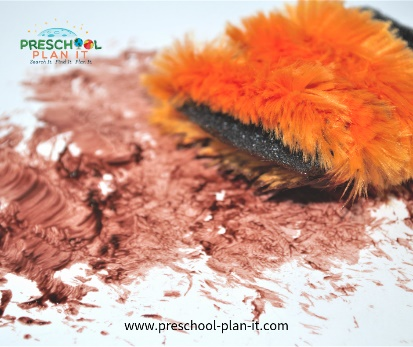 PRESCHOOL
PLAN IT
Search It. Find It. Plan It.
www.preschool-plan-it.com